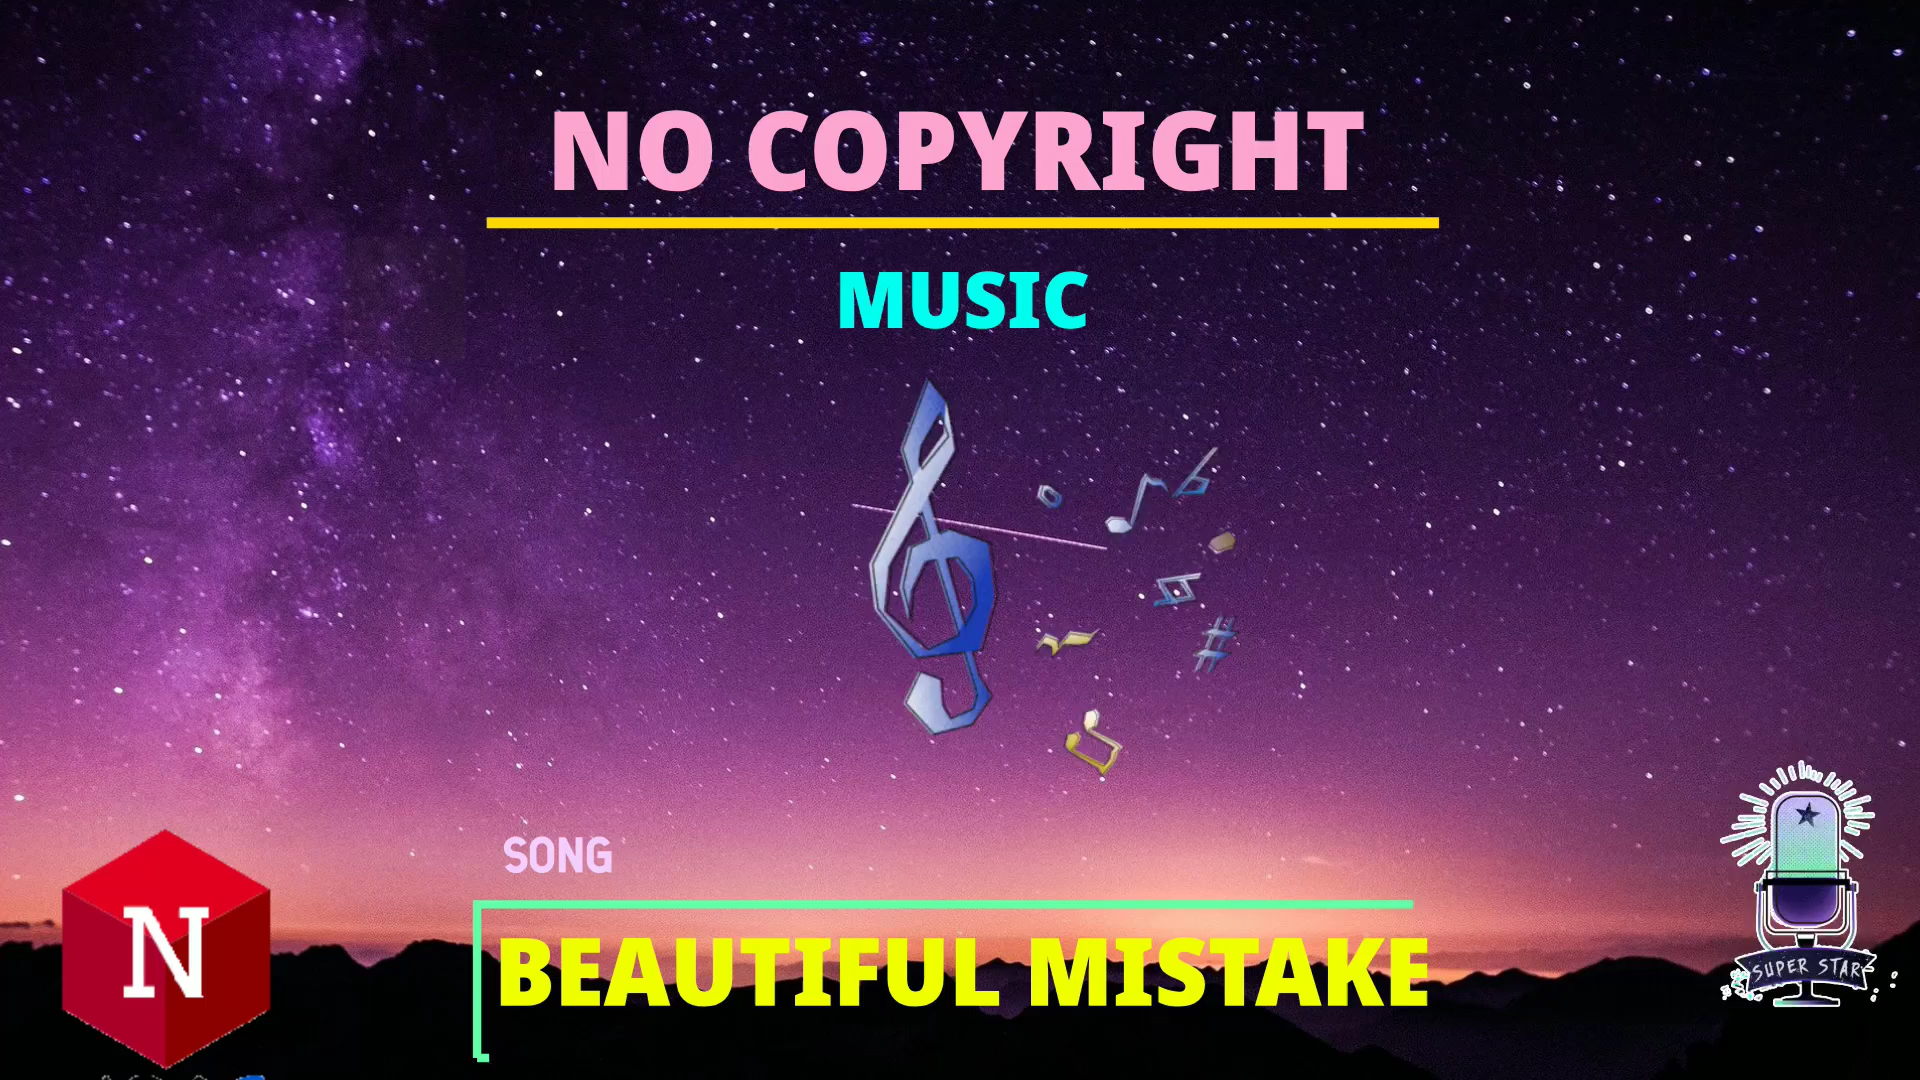 NO COPYRIGHT
MUSIC
SONG
BEAUTIFUL MISTAKE
N
SUPER STAR